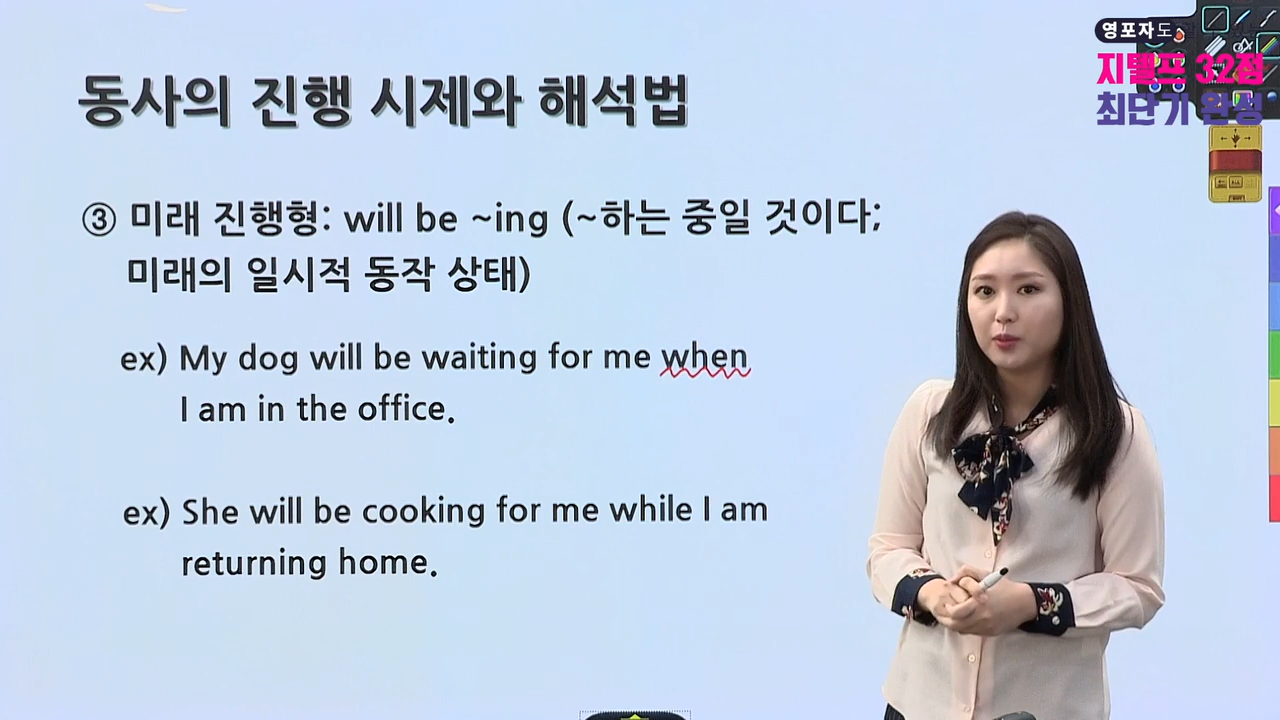 영포자도
지텔프 32점
최단기 완성
동사의 진행 시제와 해석법
③ 미래 진행형: will be ~ing (~하는 중일 것이다;
미래의 일시적 동작 상태)
ex) My dog will be waiting for me when
I am in the office.
ex) She will be cooking for me while I am
returning home.